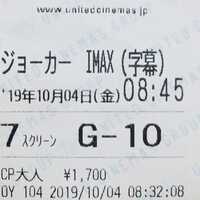 www.unitedcinemas.jp
ジョーカー IMAX(字幕)
'19年10月04日(金) 08:45
7 スクリーン G-10
CP大人 ¥1,700
OY 104 2019/10/04 08:32:08